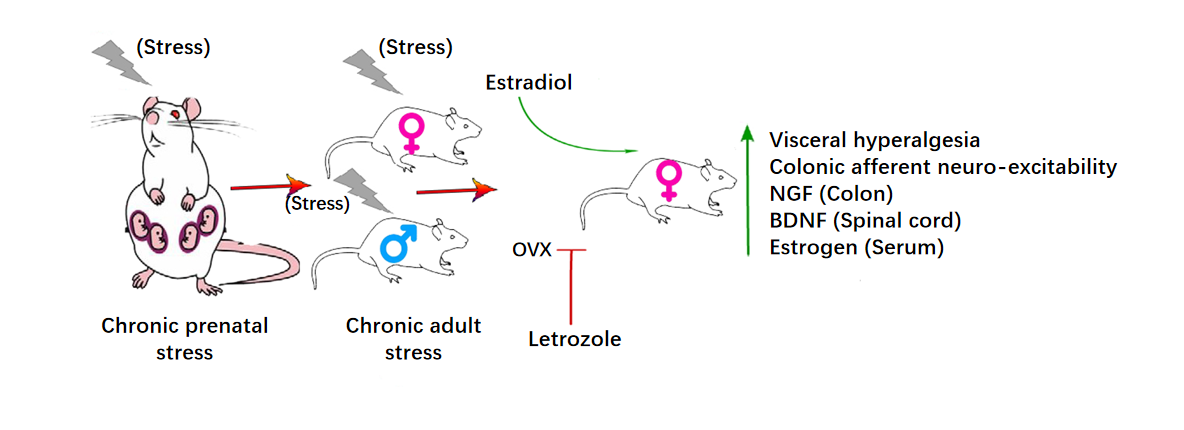 (Stress)
(Stress)
Estradiol
(Stress)
OVX
Letrozole
Chronic prenatal
stress
Chronic adult
stress
Visceral hyperalgesia
Colonic afferent neuro-excitability
NGF (Colon)
BDNF (Spinal cord)
Estrogen (Serum)